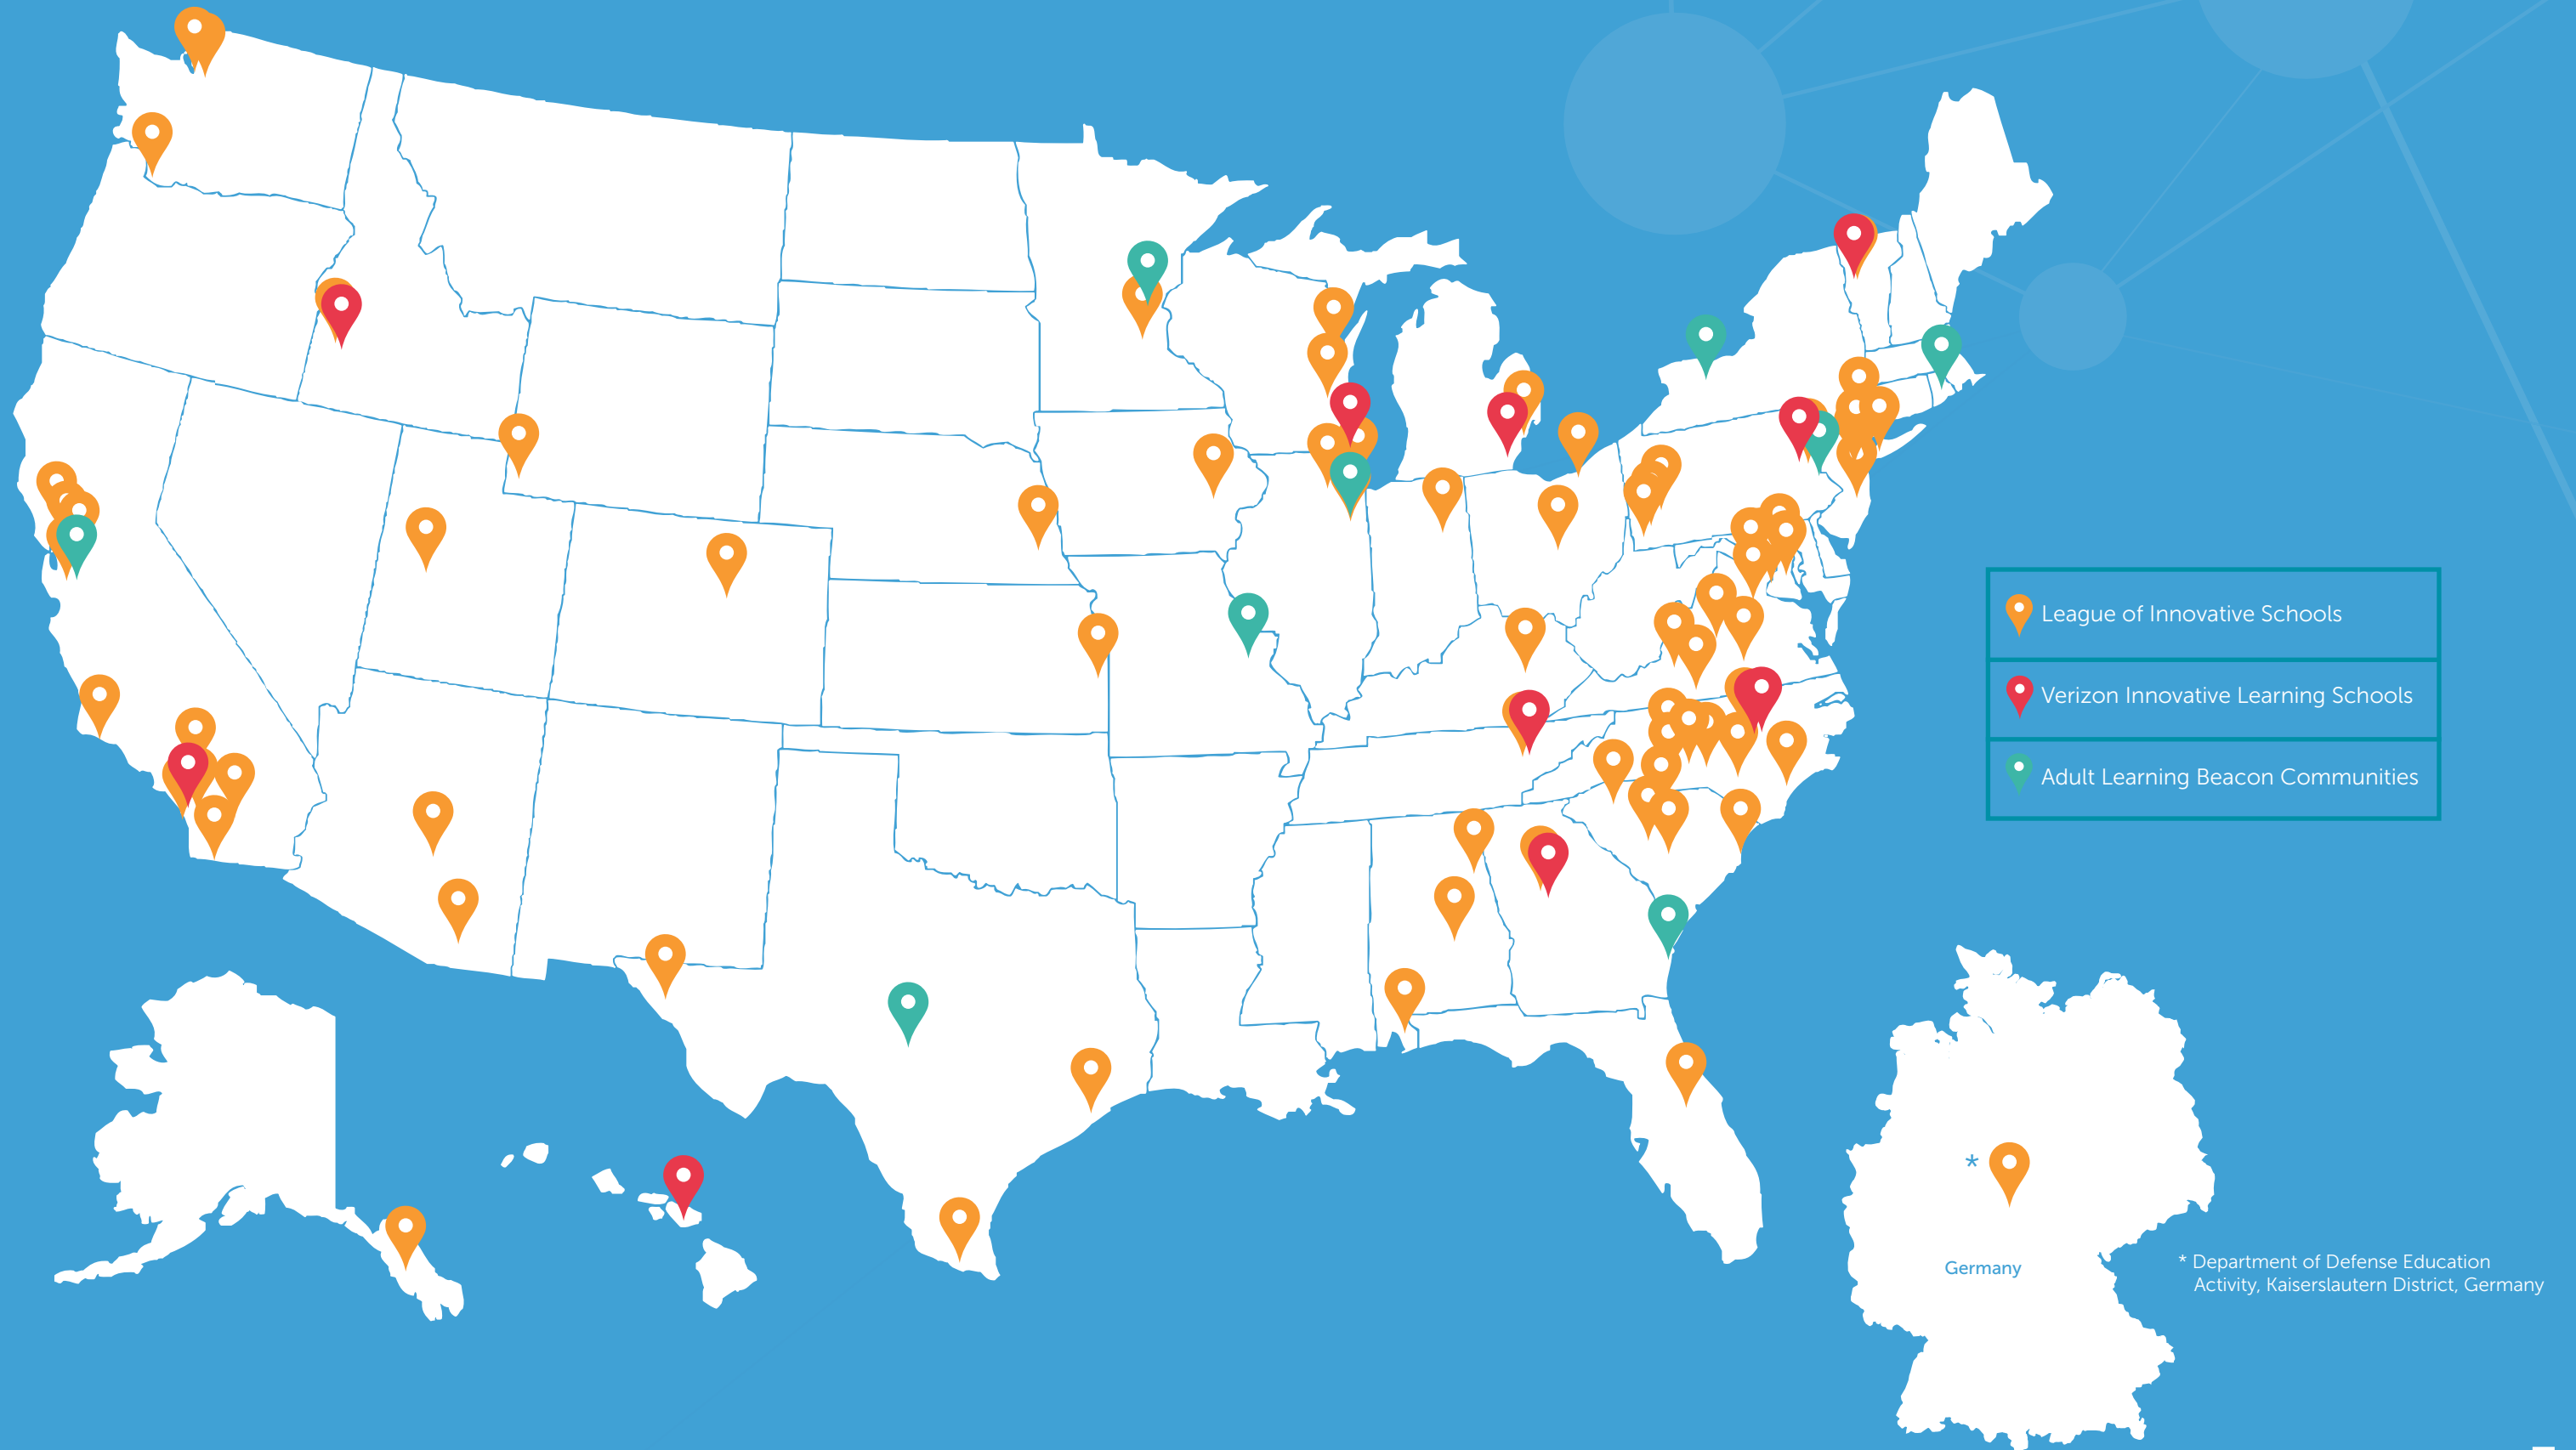 League of Innovative Schools
Verizon Innovative Learning Schools
Adult Learning Beacon Communities
*
Germany
* Department of Defense Education
Activity, Kaiserslautern District, Germany